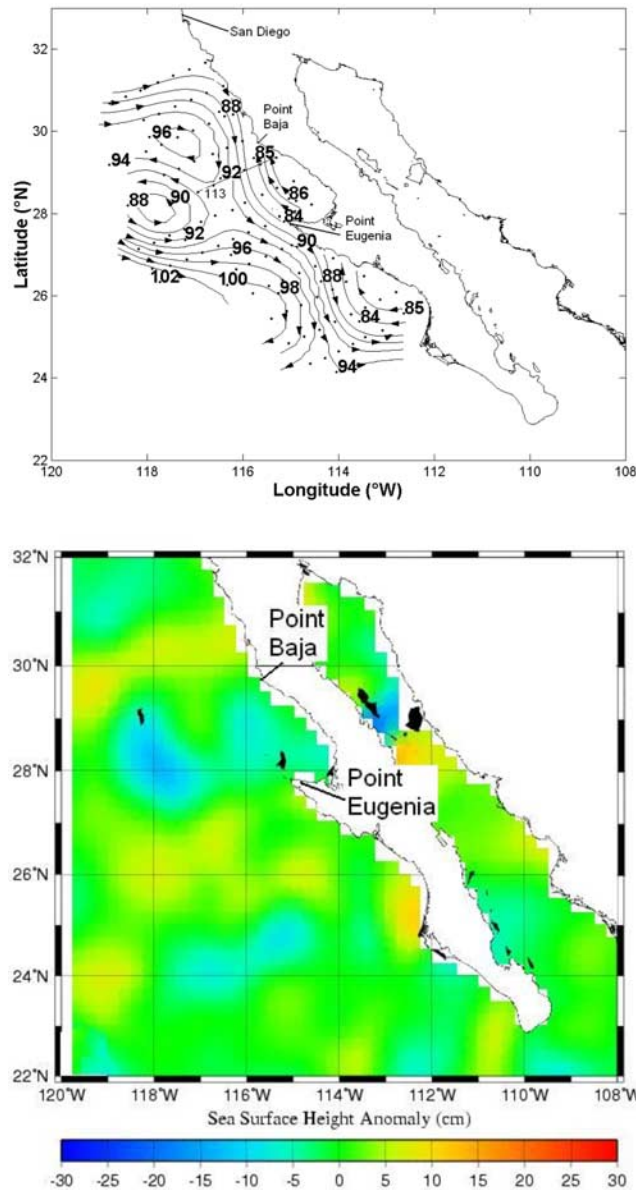 32
30
28
26
24
22
120
118
116
114
112
110
108
Latitude (°N)
Longitude (°W)
San Diego
Point
Baja
Point
Eugenia
88
96
94
92
85
86
84
113
90
88
92
96
90
102
100
98
88
84
85
94
32°N
30°N
28°N
26°N
24°N
22°N
120°W
118°W
116°W
114°W
112°W
110°W
108°W
Point
Baja
Point
Eugenia
Sea Surface Height Anomaly (cm)
-30 -25 -20 -15 -10 -5 0 5 10 15 20 25 30